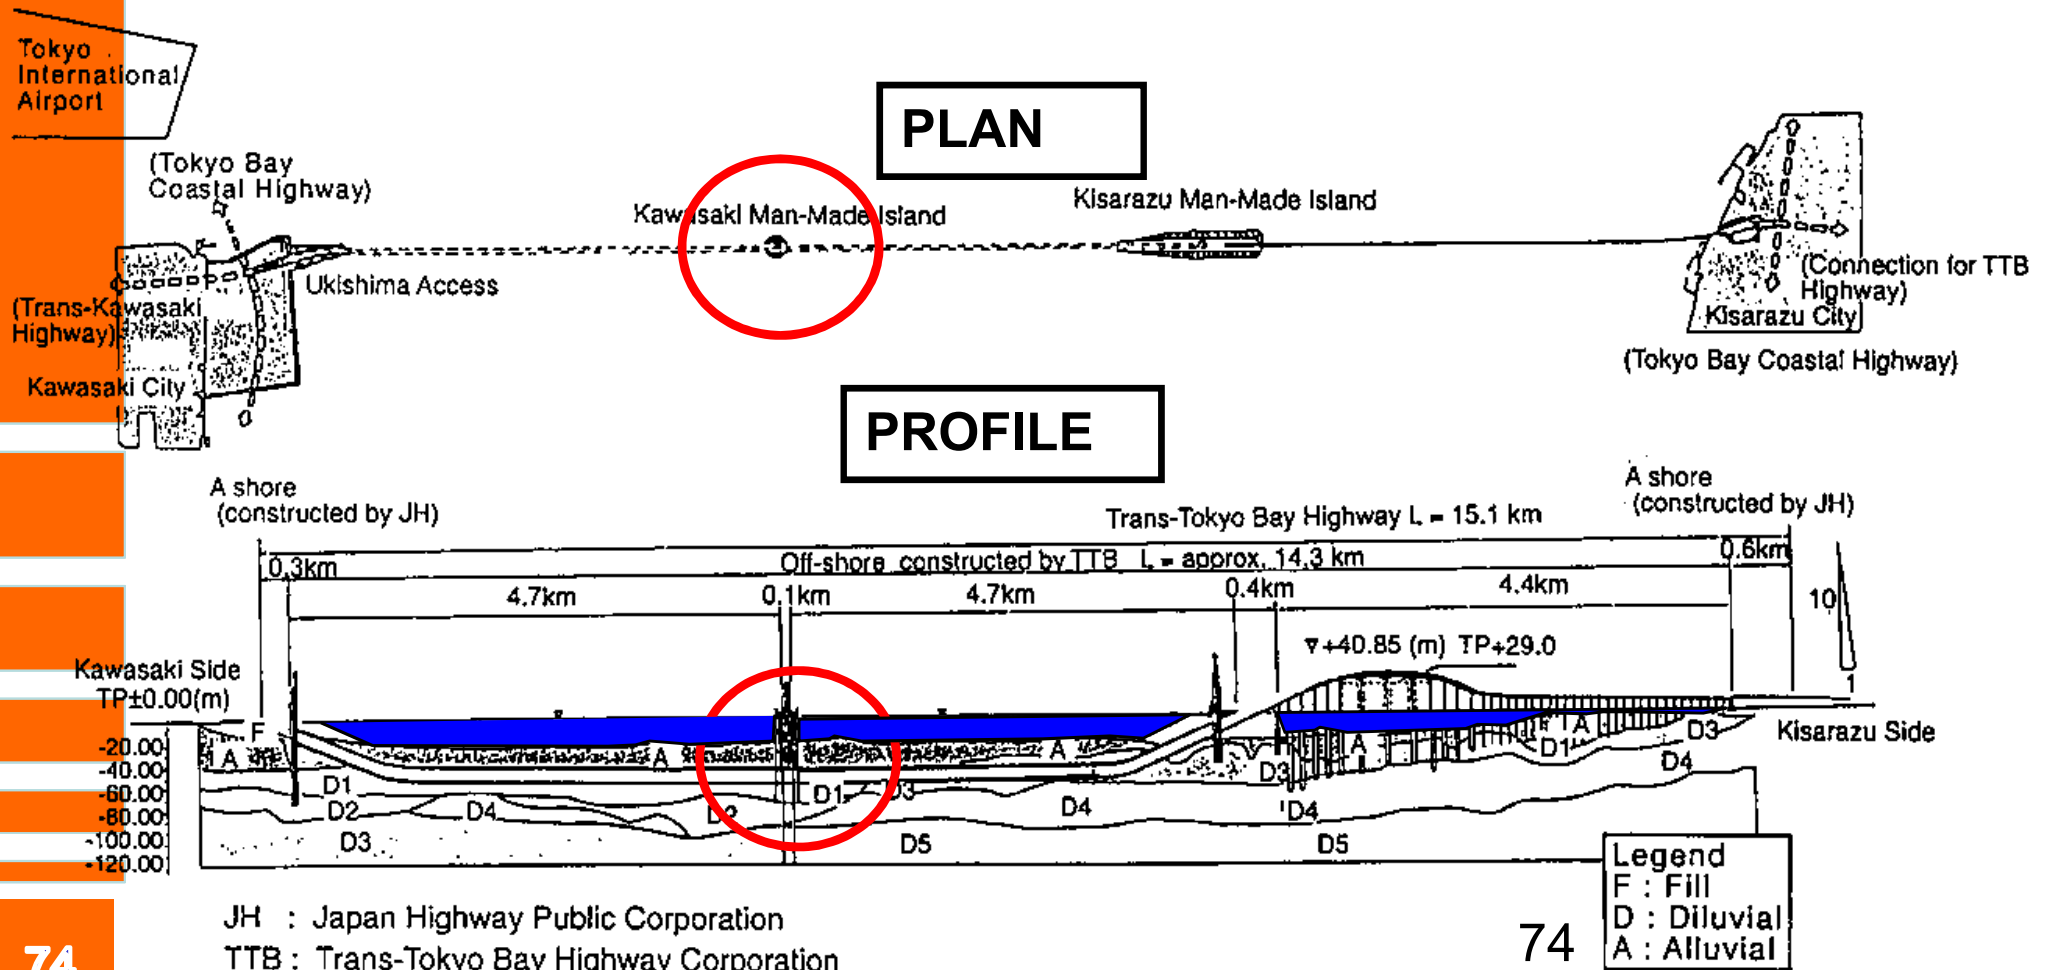 Tokyo
International
Airport
PLAN
(Tokyo Bay
Coastal Highway)
Kawasaki Man-Made Island
Kisarazu Man-Made Island
Ukishima Access
(Trans-Kawasaki
Highway)
Kawasaki City
(Connection for TTB
Highway)
Kisarazu City
(Tokyo Bay Coastal Highway)
PROFILE
A shore
(constructed by JH)
A shore
(constructed by JH)
Trans-Tokyo Bay Highway L = 15.1 km
Off-shore constructed by TTB L = approx. 14.3 km
0.3km
0.6km
4.7km
0.1km
4.7km
0.4km
4.4km
10
1
▽+40.85 (m) TP+29.0
Kawasaki Side
TP±0.00(m)
Kisarazu Side
-20.00
-40.00
-60.00
-80.00
-100.00
-120.00
F
A
A
A
A
A
D1
D2
D3
D4
D2
D1
D3
D4
D5
D3
D4
D5
D1
D3
D4
Legend
F : Fill
D : Diluvial
A : Alluvial
JH : Japan Highway Public Corporation
TTB : Trans-Tokyo Bay Highway Corporation
74
74